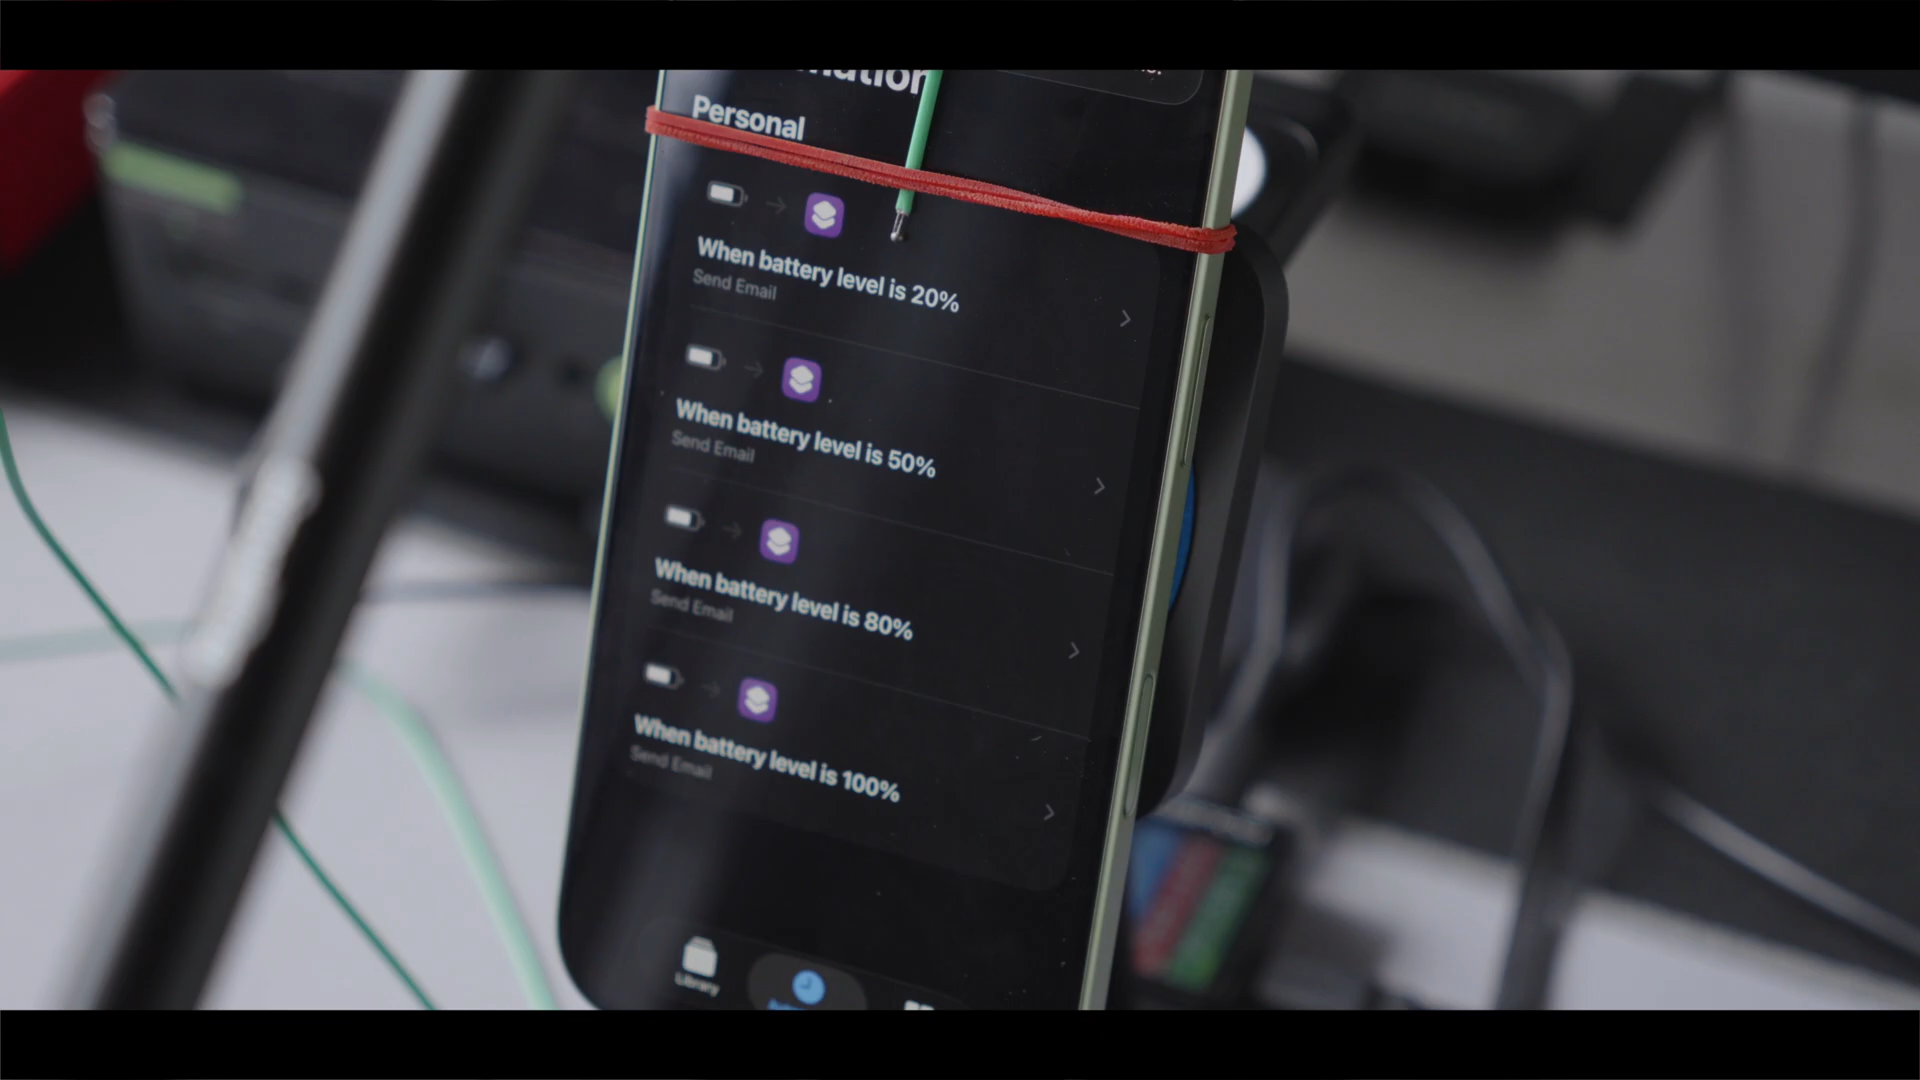 Personal
When battery level is 20%
Send Email
When battery level is 50%
Send Email
When battery level is 80%
Send Email
When battery level is 100%
Send Email
Library